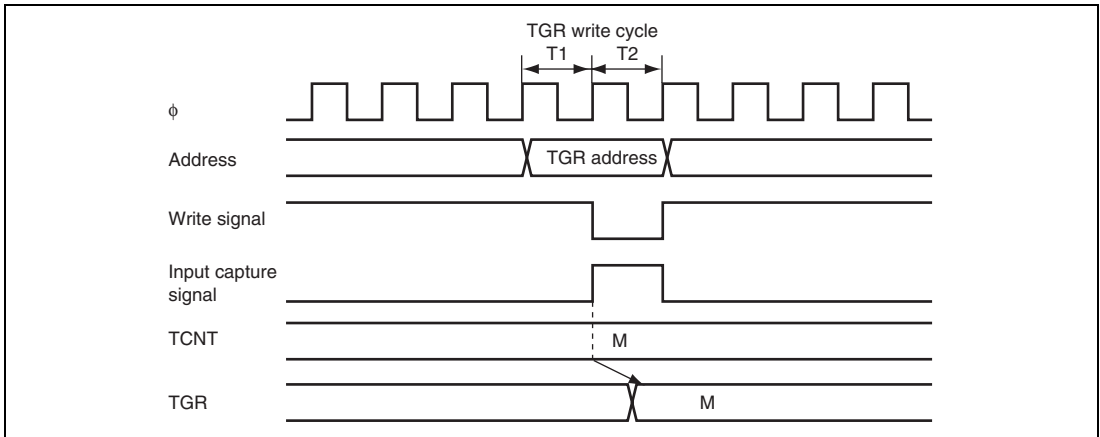 TGR write cycle
T1 T2
ϕ
Address
TGR address
Write signal
Input capture
signal
TCNT
M
TGR
M